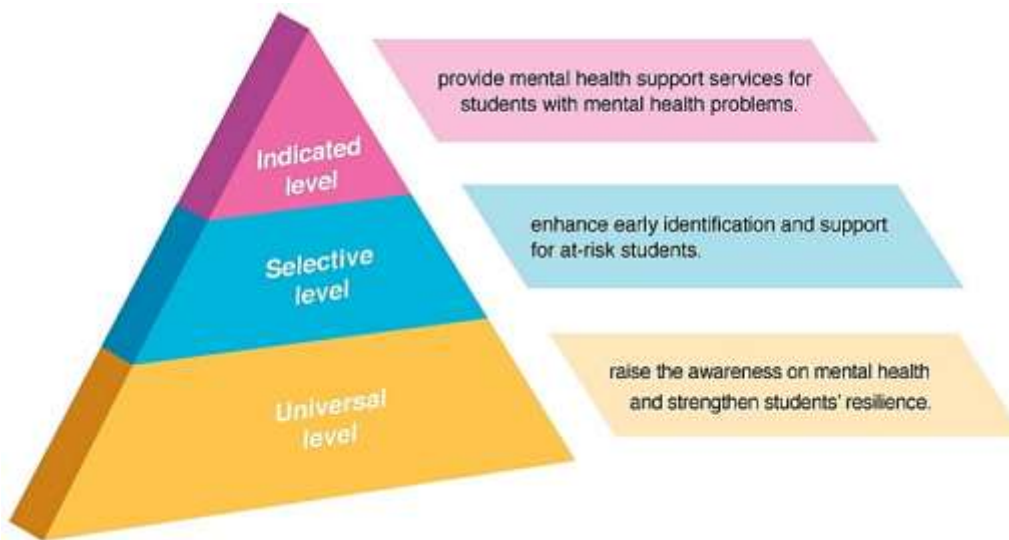 Indicated
level
provide mental health support services for
students with mental health problems.
Selective
level
enhance early identification and support
for at-risk students.
Universal
level
raise the awareness on mental health
and strengthen students' resilience.